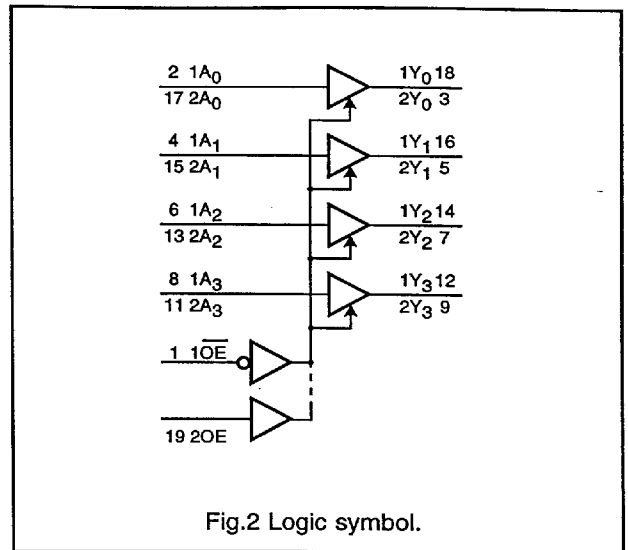 2 1A0 1Y0 18
17 2A0 2Y0 3
4 1A1 1Y1 16
15 2A1 2Y1 5
6 1A2 1Y2 14
13 2A2 2Y2 7
8 1A3 1Y3 12
11 2A3 2Y3 9
1 1O̅E̅
19 2OE
Fig.2 Logic symbol.